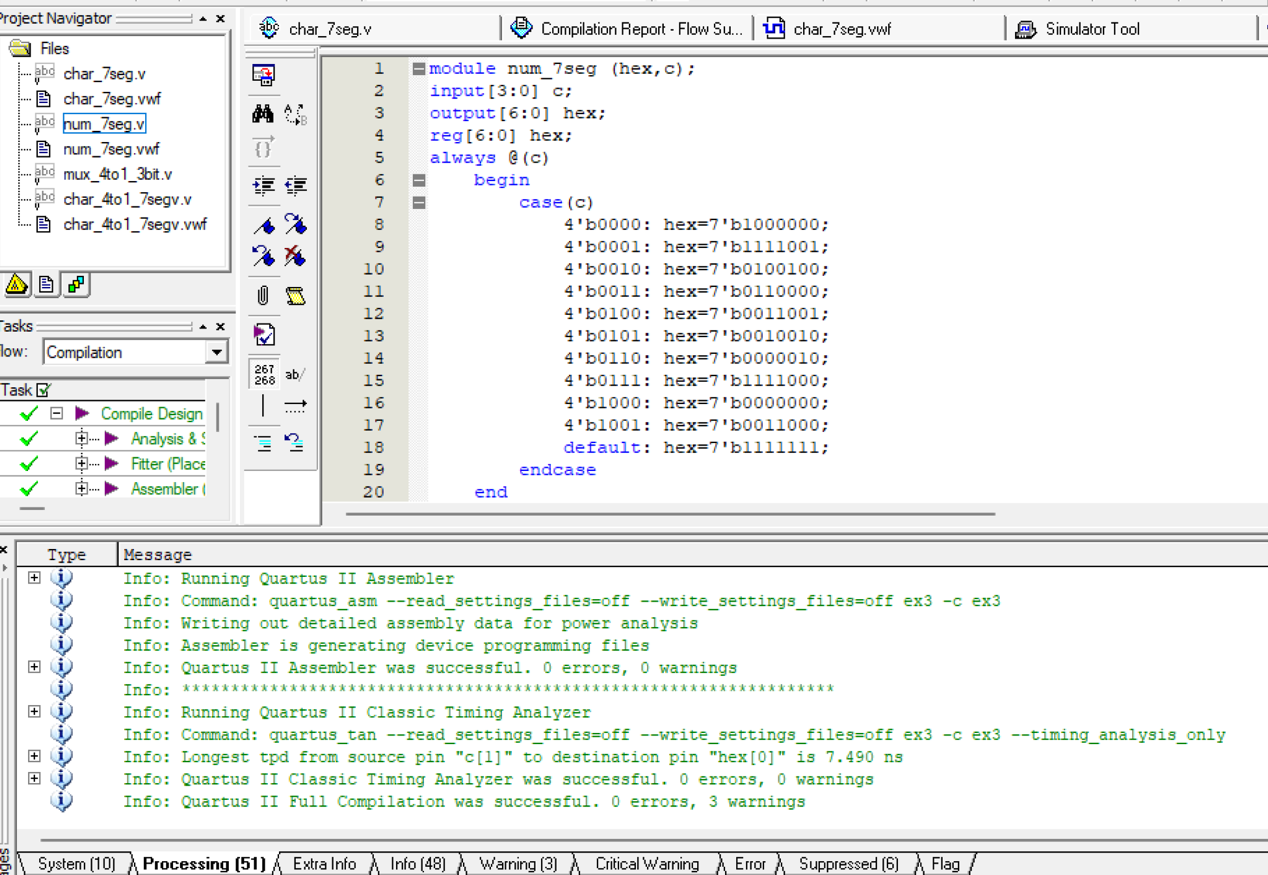 Project Navigator
Files
char_7seg.v
char_7seg.vwf
num_7seg.v
num_7seg.vwf
mux_4to1_3bit.v
char_4to1_7segv.v
char_4to1_7segv.vwf
Tasks
Flow: Compilation
Task
Compile Design
Analysis & S
Fitter (Place
Assembler (
char_7seg.v
Compilation Report - Flow Su...
char_7seg.vwf
Simulator Tool
267
268
ab/
1 module num_7seg (hex,c);
2 input[3:0] c;
3 output[6:0] hex;
4 reg[6:0] hex;
5 always @(c)
6 begin
7 case(c)
8 4'b0000: hex=7'b1000000;
9 4'b0001: hex=7'b1111001;
10 4'b0010: hex=7'b0100100;
11 4'b0011: hex=7'b0110000;
12 4'b0100: hex=7'b0011001;
13 4'b0101: hex=7'b0010010;
14 4'b0110: hex=7'b0000010;
15 4'b0111: hex=7'b1111000;
16 4'b1000: hex=7'b0000000;
17 4'b1001: hex=7'b0011000;
18 default: hex=7'b1111111;
19 endcase
20 end
Type Message
Info: Running Quartus II Assembler
Info: Command: quartus_asm --read_settings_files=off --write_settings_files=off ex3 -c ex3
Info: Writing out detailed assembly data for power analysis
Info: Assembler is generating device programming files
Info: Quartus II Assembler was successful. 0 errors, 0 warnings
Info: *******************************************************************
Info: Running Quartus II Classic Timing Analyzer
Info: Command: quartus_tan --read_settings_files=off --write_settings_files=off ex3 -c ex3 --timing_analysis_only
Info: Longest tpd from source pin "c[1]" to destination pin "hex[0]" is 7.490 ns
Info: Quartus II Classic Timing Analyzer was successful. 0 errors, 0 warnings
Info: Quartus II Full Compilation was successful. 0 errors, 3 warnings
System (10) Processing (51) Extra Info Info (48) Warning (3) Critical Warning Error Suppressed (6) Flag